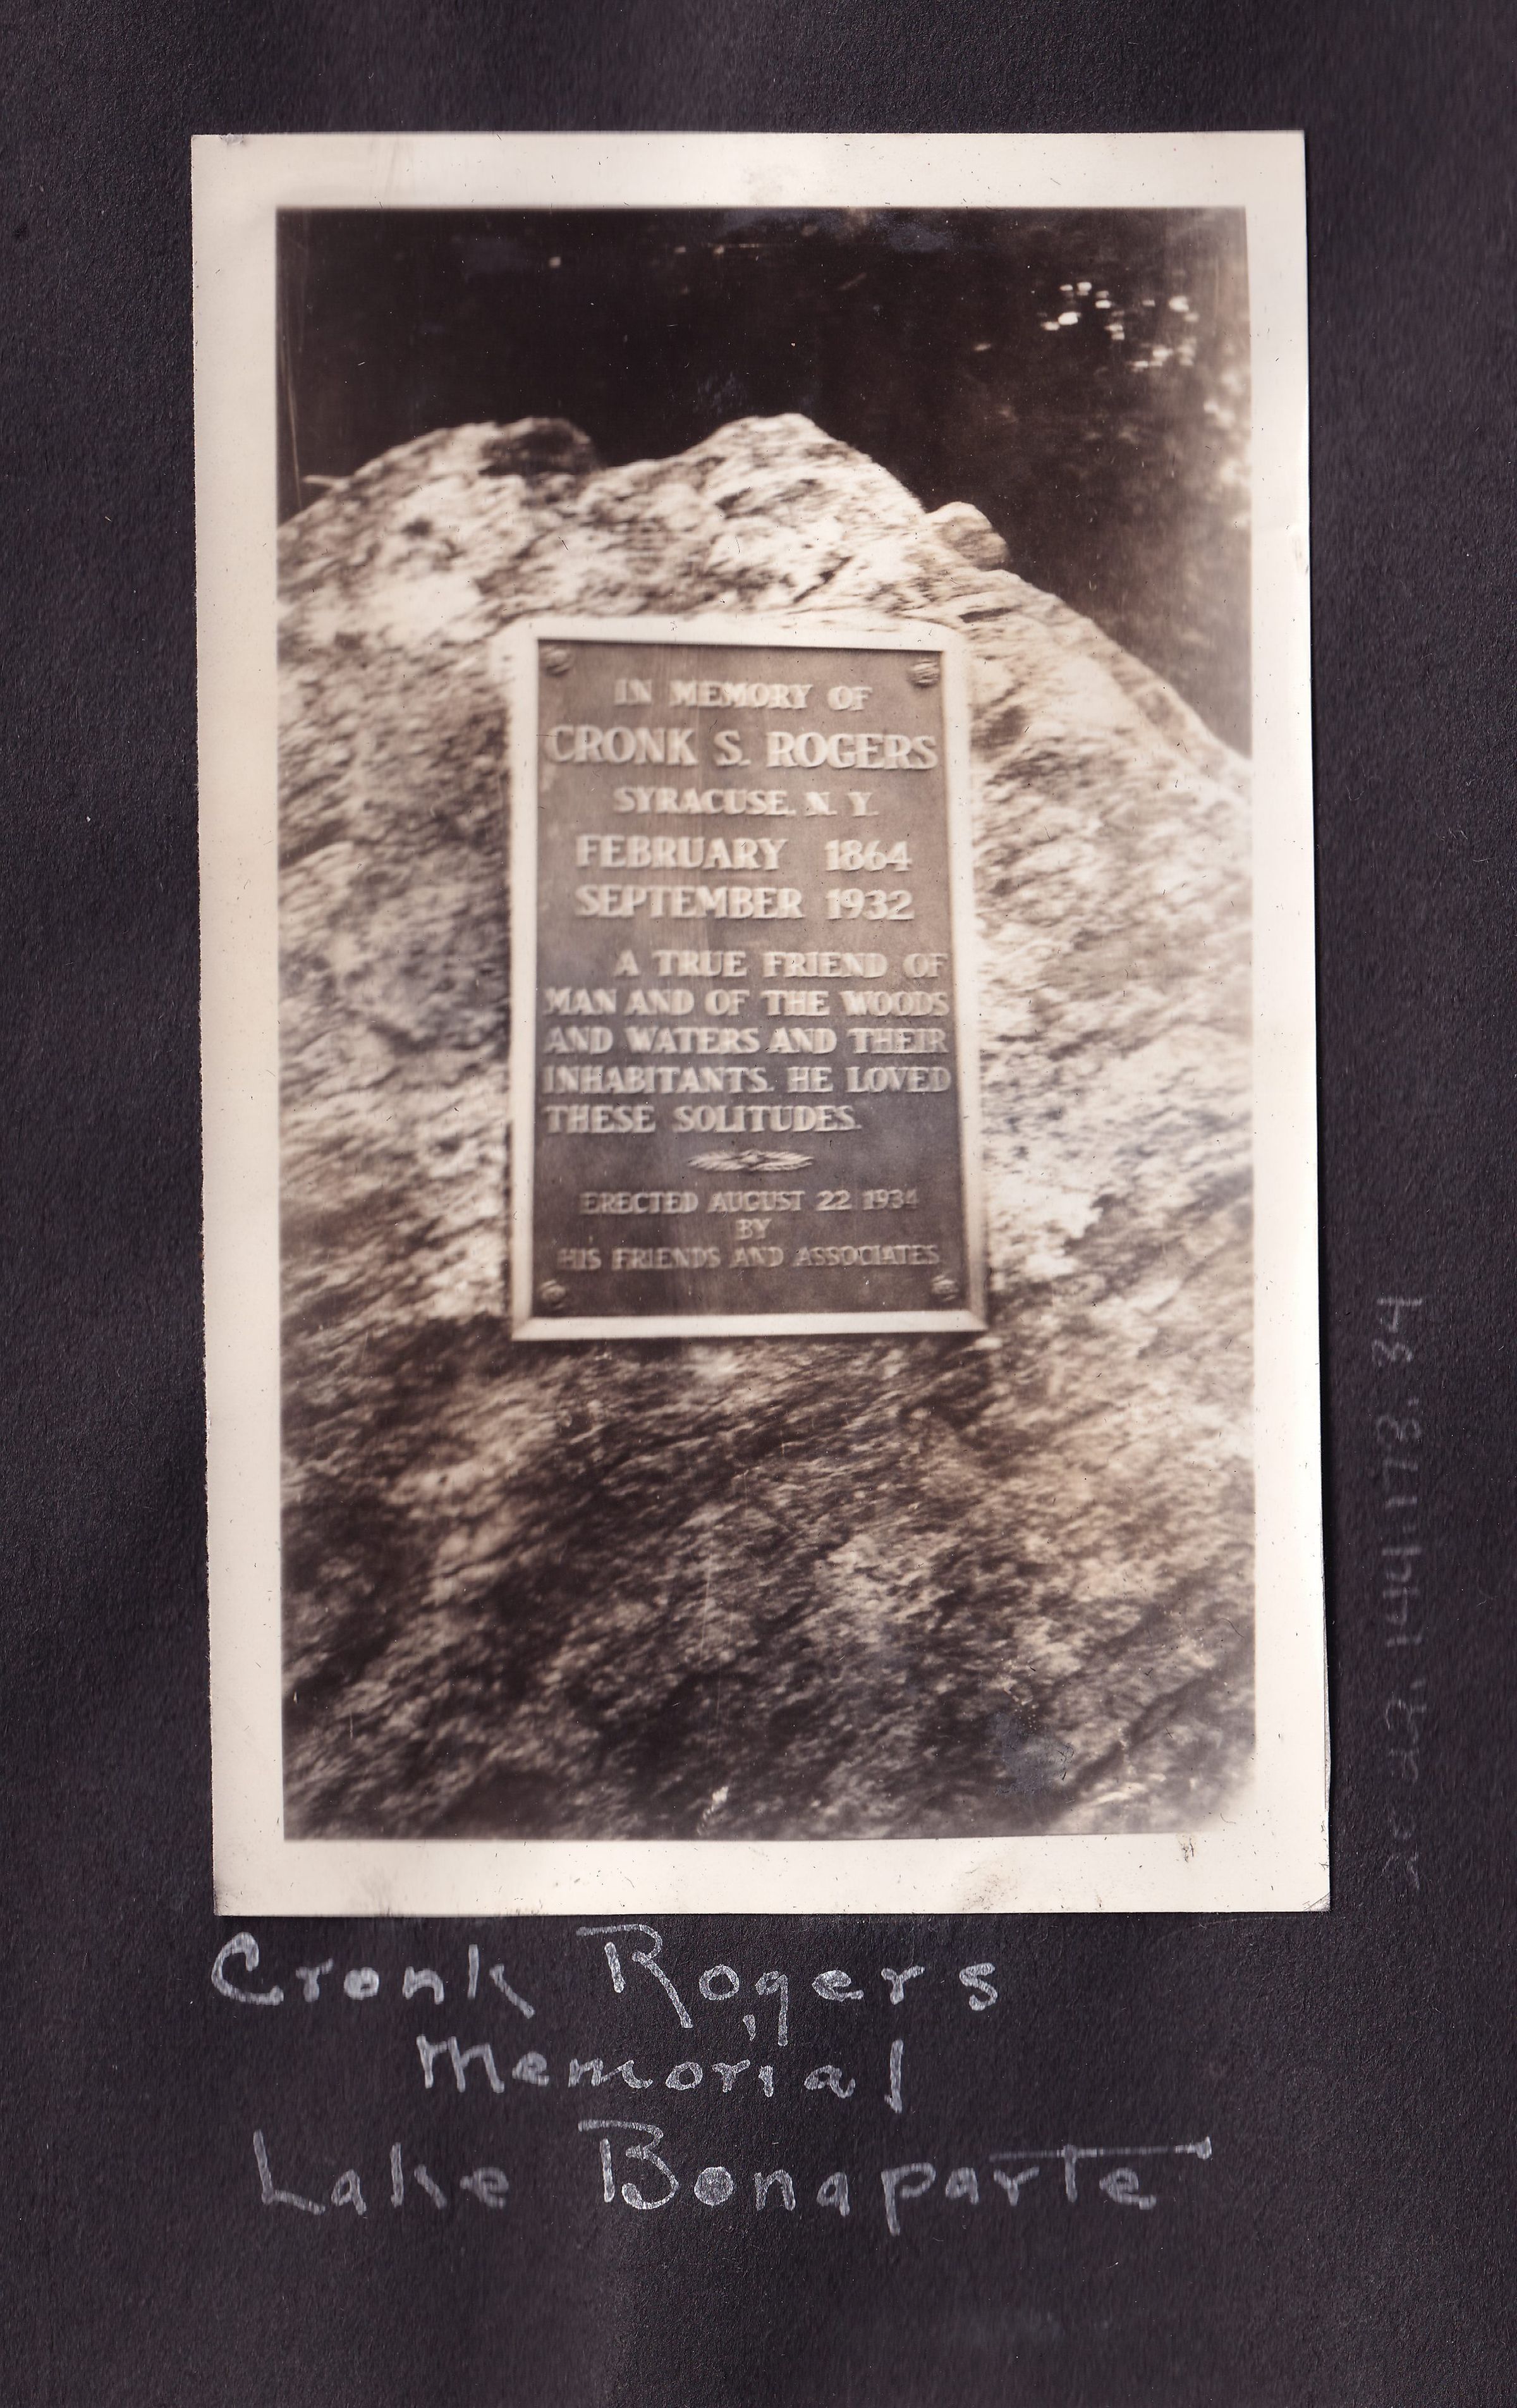 IN MEMORY OF
CRONK S. ROGERS
SYRACUSE, N. Y.
FEBRUARY 1864
SEPTEMBER 1932
A TRUE FRIEND OF
MAN AND OF THE WOODS
AND WATERS AND THEIR
INHABITANTS. HE LOVED
THESE SOLITUDES.
ERECTED AUGUST 22 1934
BY
HIS FRIENDS AND ASSOCIATES
Cronk Rogers
Memorial
Lake Bonaparte